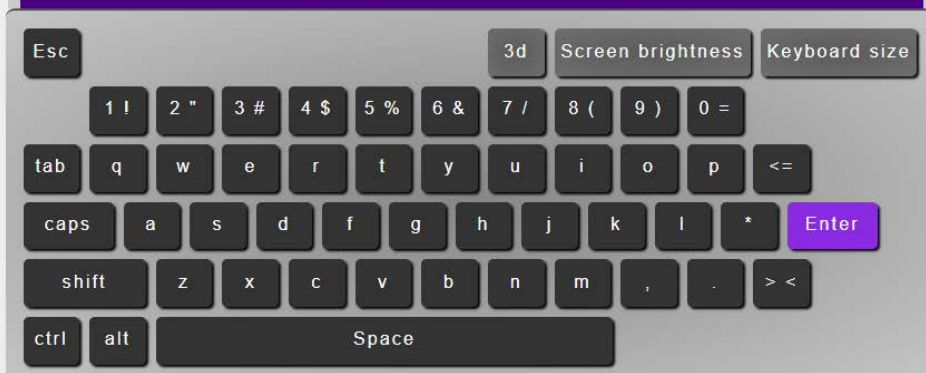 Esc 3d Screen brightness Keyboard size
1 ! 2 " 3 # 4 $ 5 % 6 & 7 / 8 ( 9 ) 0 =
tab q w e r t y u i o p <=
caps a s d f g h j k l * Enter
shift z x c v b n m , . > <
ctrl alt Space